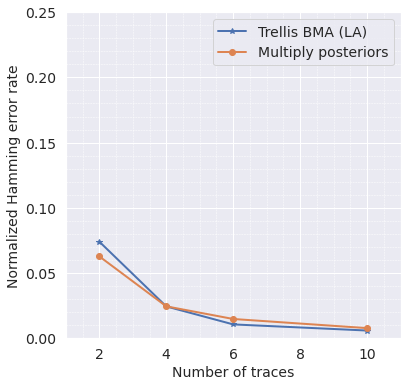 0.25
Trellis BMA (LA)
Multiply posteriors
0.20
0.15
0.10
0.05
0.00
Normalized Hamming error rate
2 4 6 8 10
Number of traces